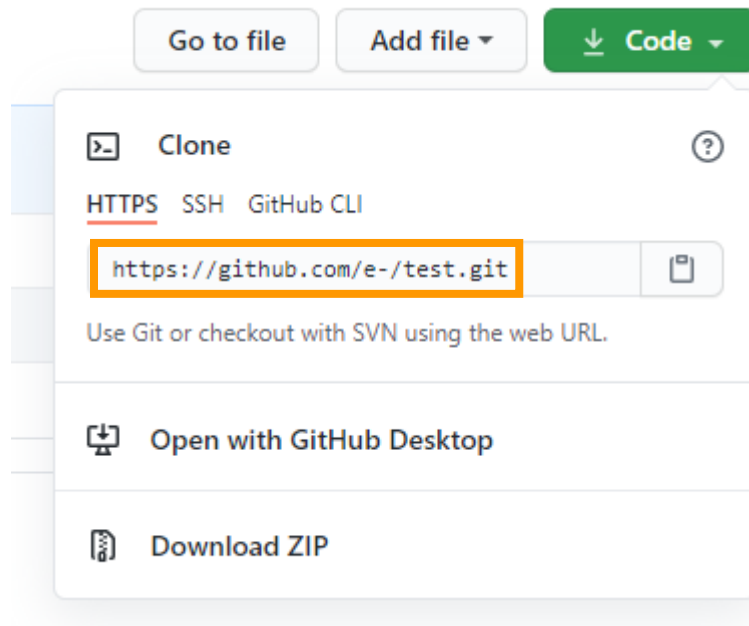 Go to file Add file Code
Clone
HTTPS SSH GitHub CLI
https://github.com/e-/test.git
Use Git or checkout with SVN using the web URL.
Open with GitHub Desktop
Download ZIP